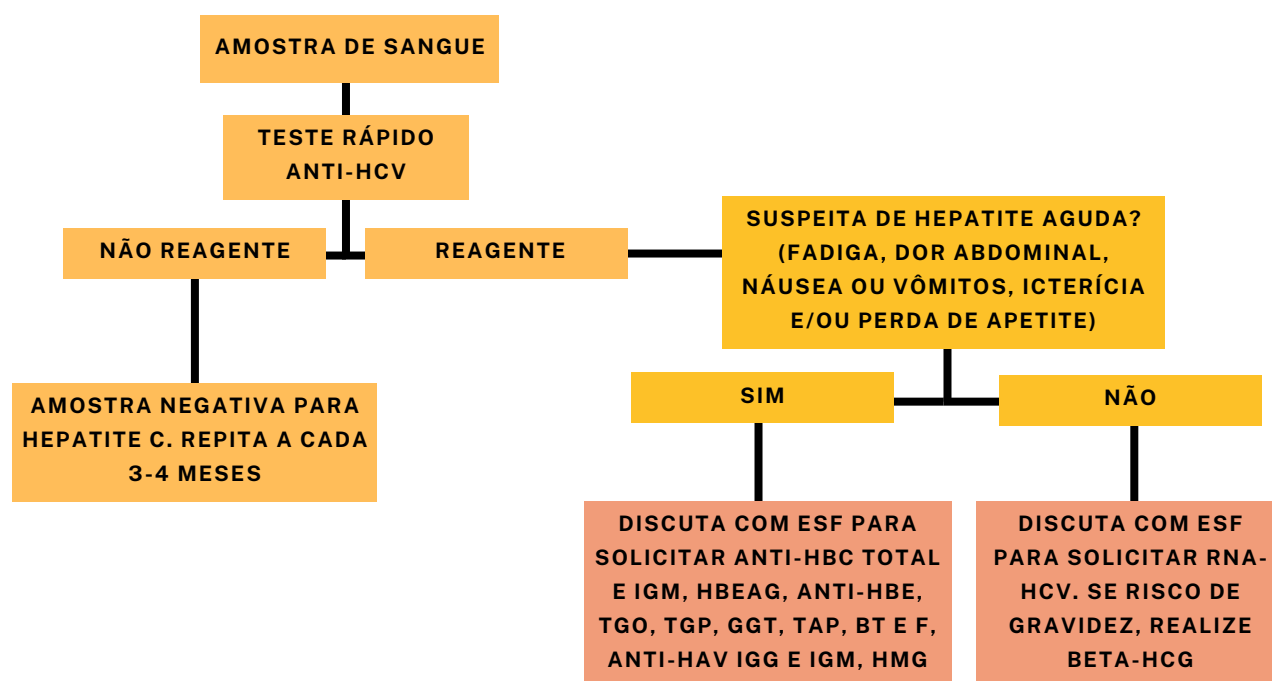 AMOSTRA DE SANGUE
TESTE RÁPIDO
ANTI-HCV
NÃO REAGENTE
REAGENTE
SUSPEITA DE HEPATITE AGUDA?
(FADIGA, DOR ABDOMINAL,
NÁUSEA OU VÔMITOS, ICTERÍCIA
E/OU PERDA DE APETITE)
AMOSTRA NEGATIVA PARA
HEPATITE C. REPITA A CADA
3-4 MESES
SIM
NÃO
DISCUTA COM ESF PARA
SOLICITAR ANTI-HBC TOTAL
E IGM, HBEAG, ANTI-HBE,
TGO, TGP, GGT, TAP, BT E F,
ANTI-HAV IGG E IGM, HMG
DISCUTA COM ESF
PARA SOLICITAR RNA-
HCV. SE RISCO DE
GRAVIDEZ, REALIZE
BETA-HCG